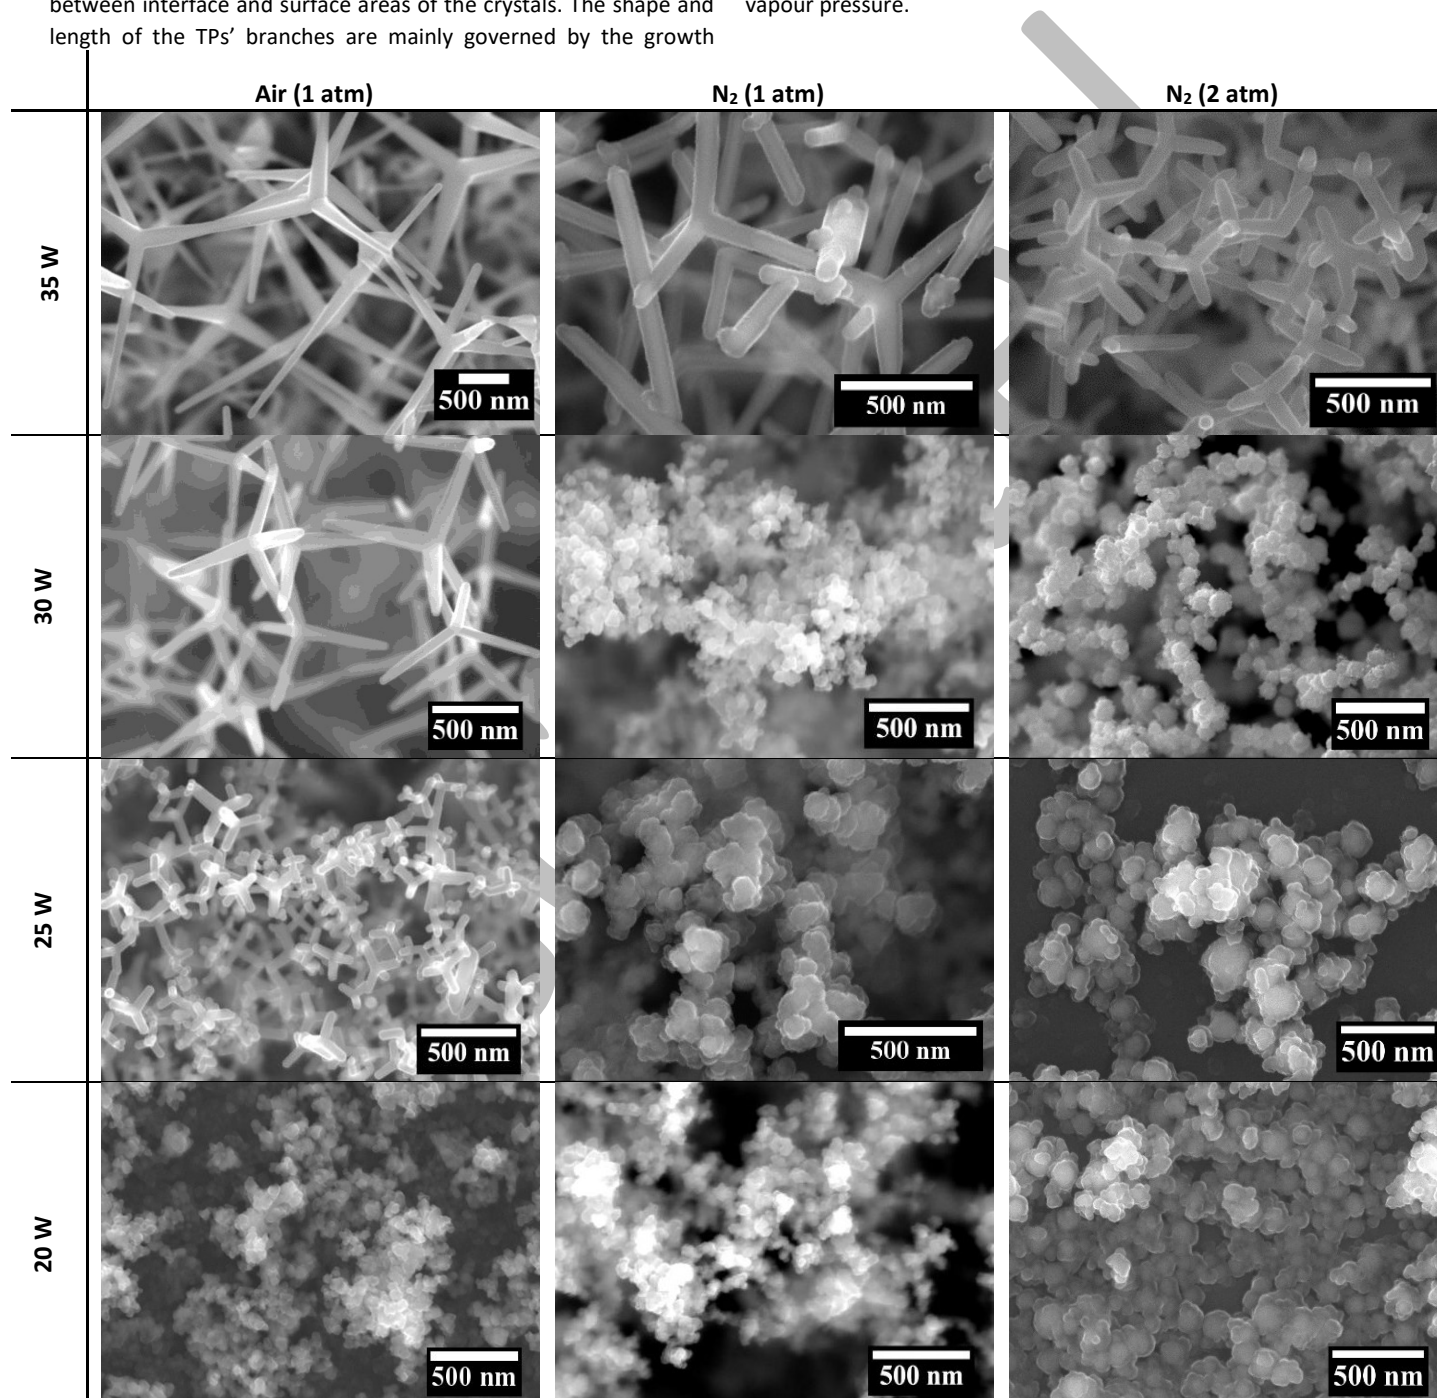 between interface and surface areas of the crystals. The shape and
length of the TPs’ branches are mainly governed by the growth
vapour pressure.
Air (1 atm)
N₂ (1 atm)
N₂ (2 atm)
35 W
500 nm
500 nm
500 nm
30 W
500 nm
500 nm
500 nm
25 W
500 nm
500 nm
500 nm
20 W
500 nm
500 nm
500 nm